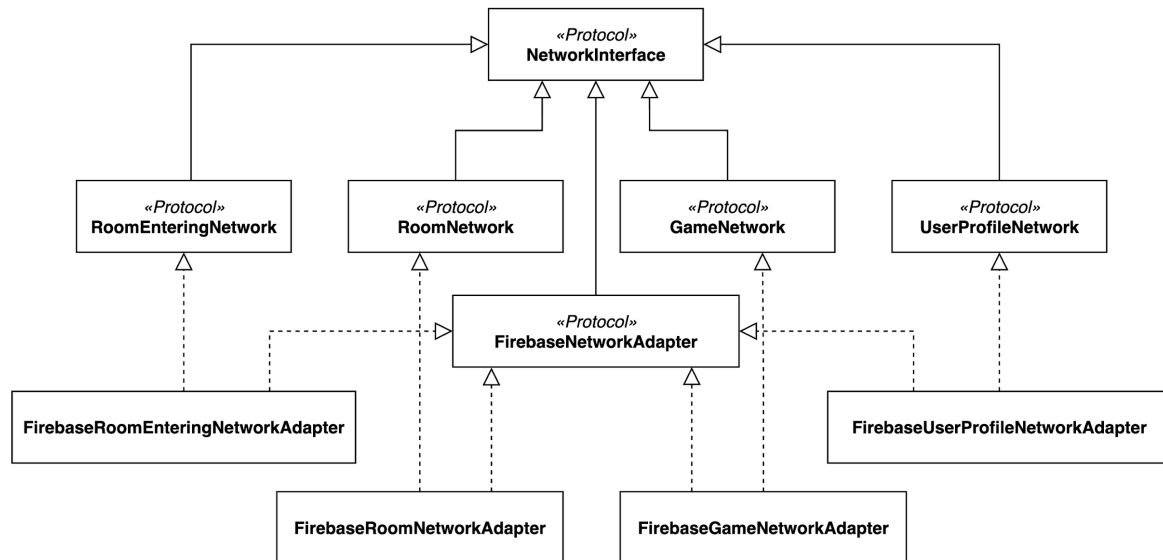 «Protocol»
NetworkInterface
«Protocol»
RoomEnteringNetwork
«Protocol»
RoomNetwork
«Protocol»
GameNetwork
«Protocol»
UserProfileNetwork
«Protocol»
FirebaseNetworkAdapter
FirebaseRoomEnteringNetworkAdapter
FirebaseUserProfileNetworkAdapter
FirebaseRoomNetworkAdapter
FirebaseGameNetworkAdapter